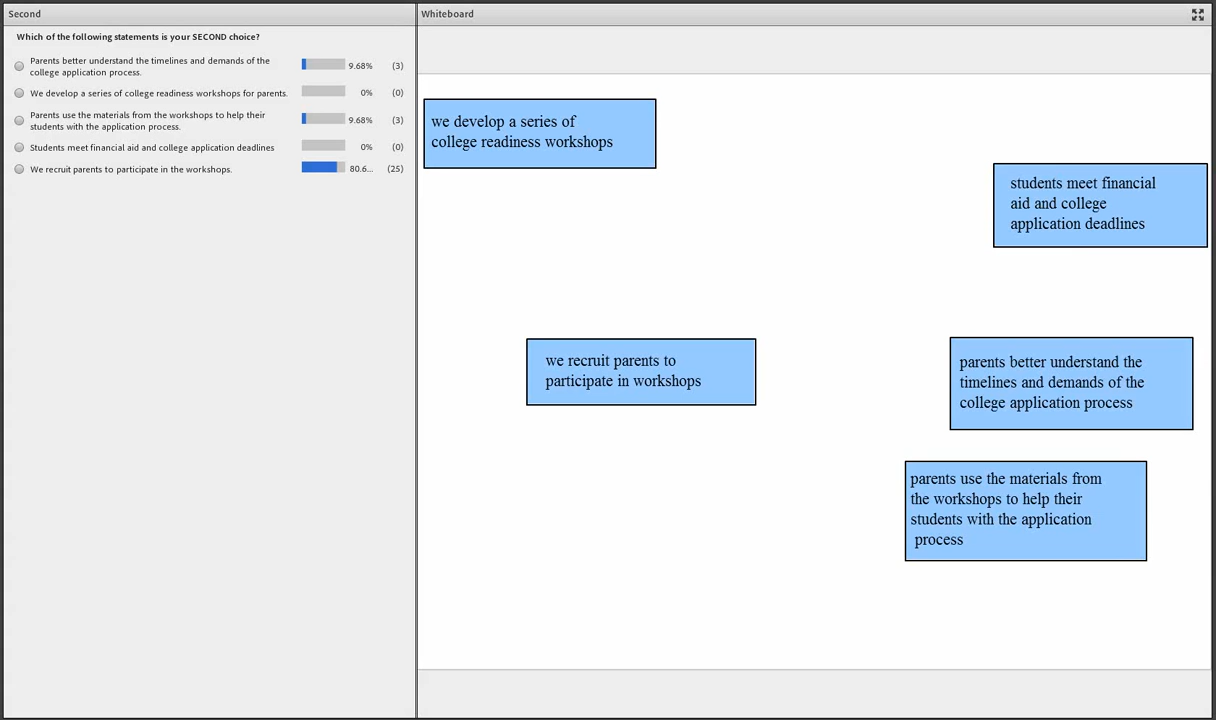 Second
Which of the following statements is your SECOND choice?
Parents better understand the timelines and demands of the
college application process.
9.68% (3)
We develop a series of college readiness workshops for parents.
0% (0)
Parents use the materials from the workshops to help their
students with the application process.
9.68% (3)
Students meet financial aid and college application deadlines
0% (0)
We recruit parents to participate in the workshops.
80.6... (25)
Whiteboard
we develop a series of
college readiness workshops
students meet financial
aid and college
application deadlines
we recruit parents to
participate in workshops
parents better understand the
timelines and demands of the
college application process
parents use the materials from
the workshops to help their
students with the application
process